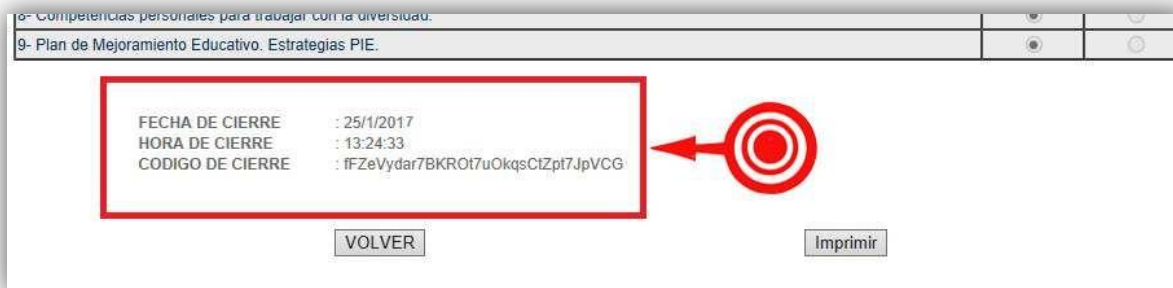 8- Competencias personales para trabajar con la diversidad.
9- Plan de Mejoramiento Educativo. Estrategias PIE.
FECHA DE CIERRE : 25/1/2017
HORA DE CIERRE : 13:24:33
CODIGO DE CIERRE : fFZeVydar7BKROt7uOkqsCtZpt7JpVCG
VOLVER Imprimir